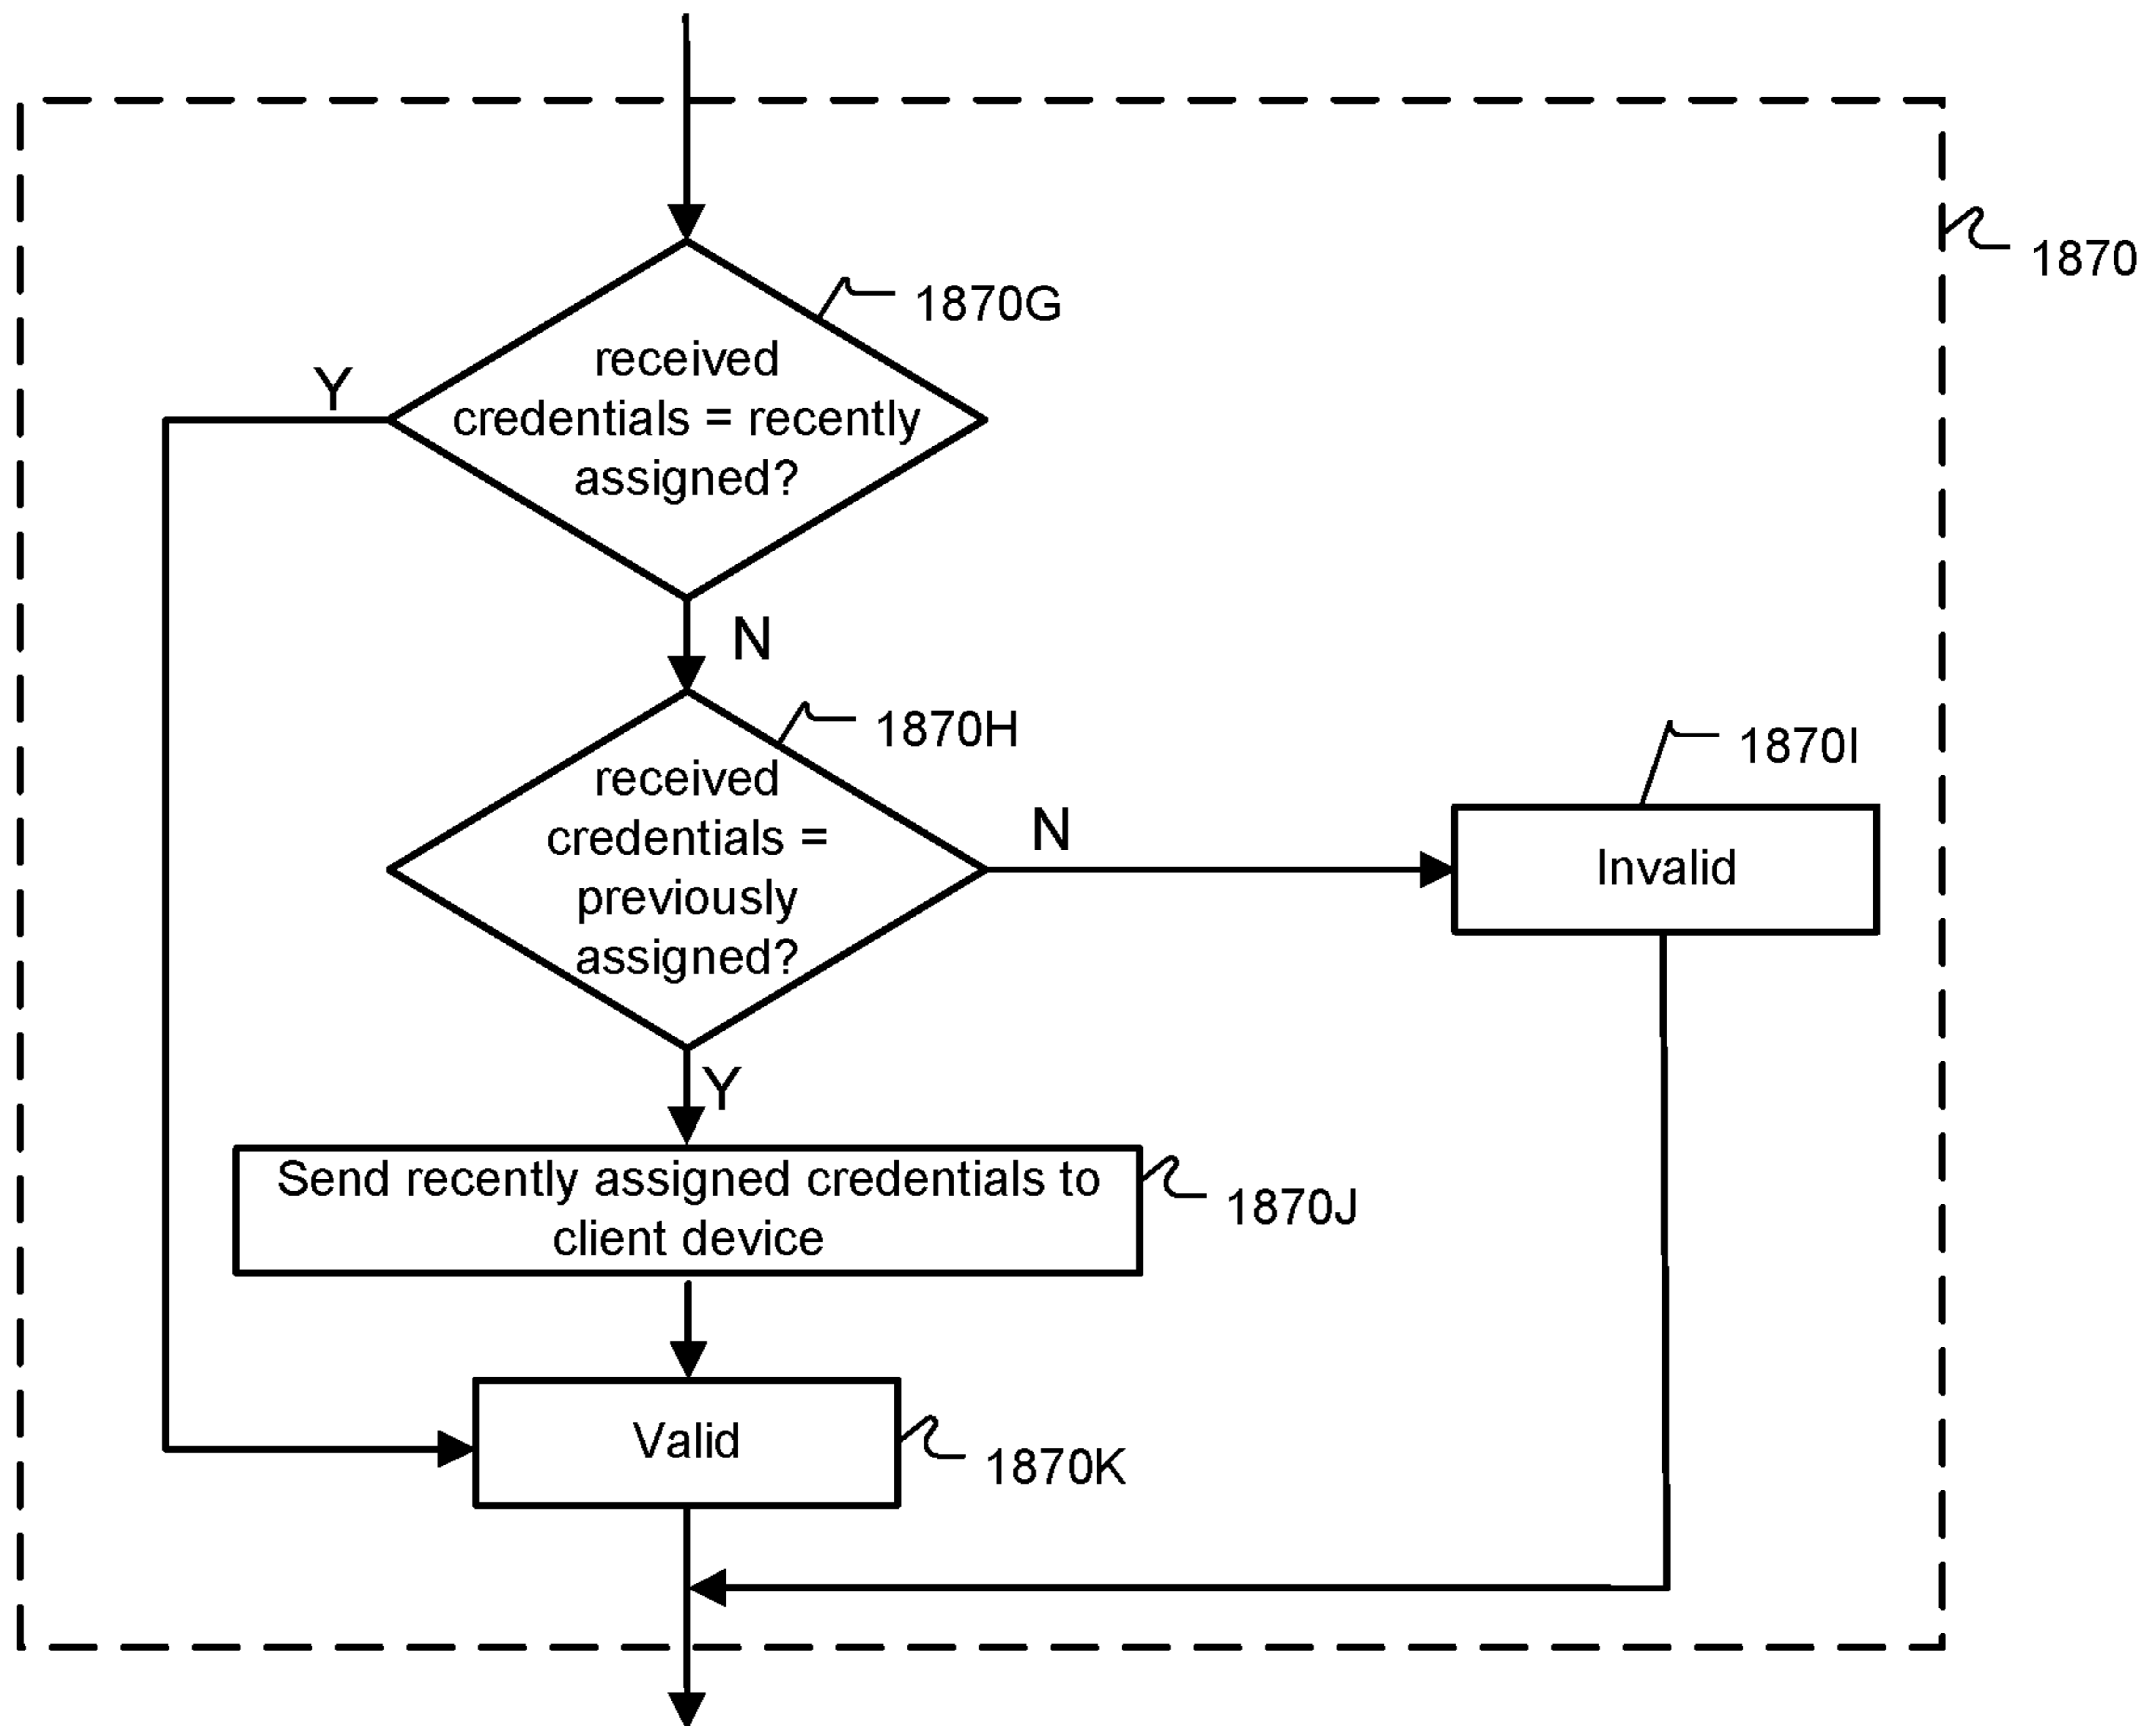 1870
1870G
received
credentials = recently
assigned?
Y
N
1870H
received
credentials =
previously
assigned?
N
1870I
Invalid
Y
Send recently assigned credentials to
client device
1870J
Valid
1870K